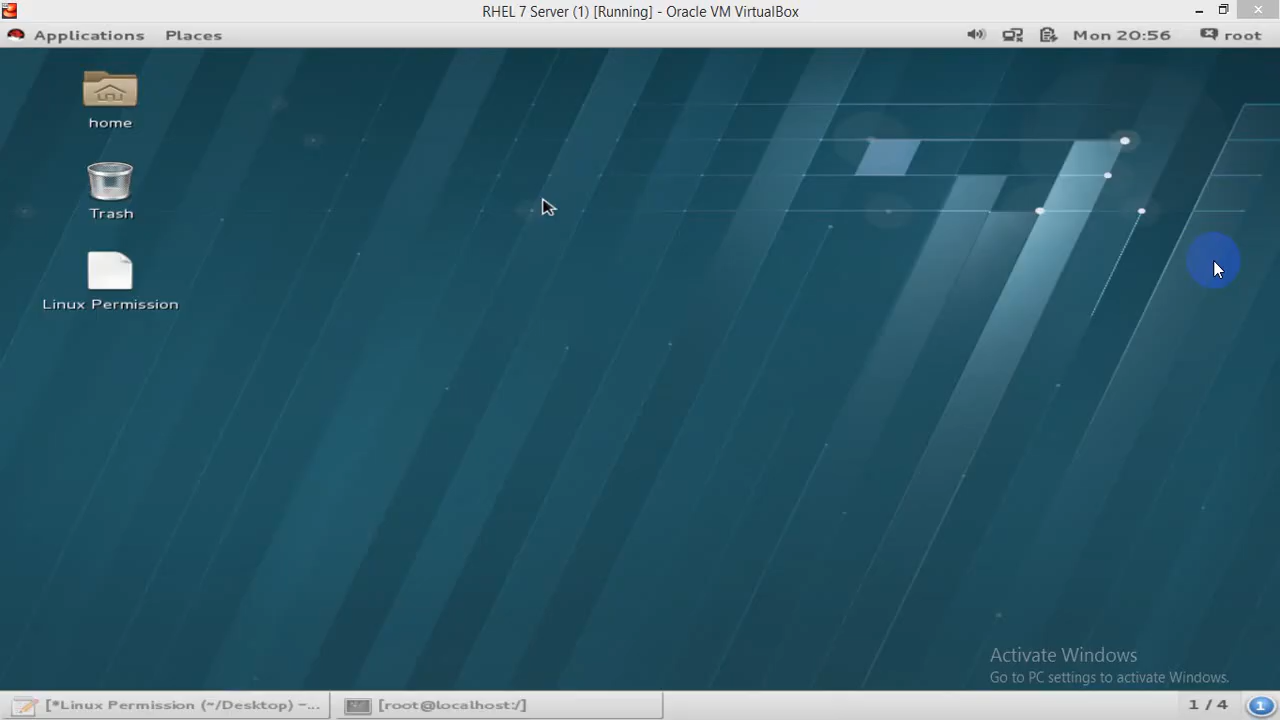 RHEL 7 Server (1) [Running] - Oracle VM VirtualBox
Applications Places Mon 20:56 root
home
Trash
Linux Permission
Activate Windows
Go to PC settings to activate Windows.
[*Linux Permission (~/Desktop) –... [root@localhost:/] 1 / 4 1